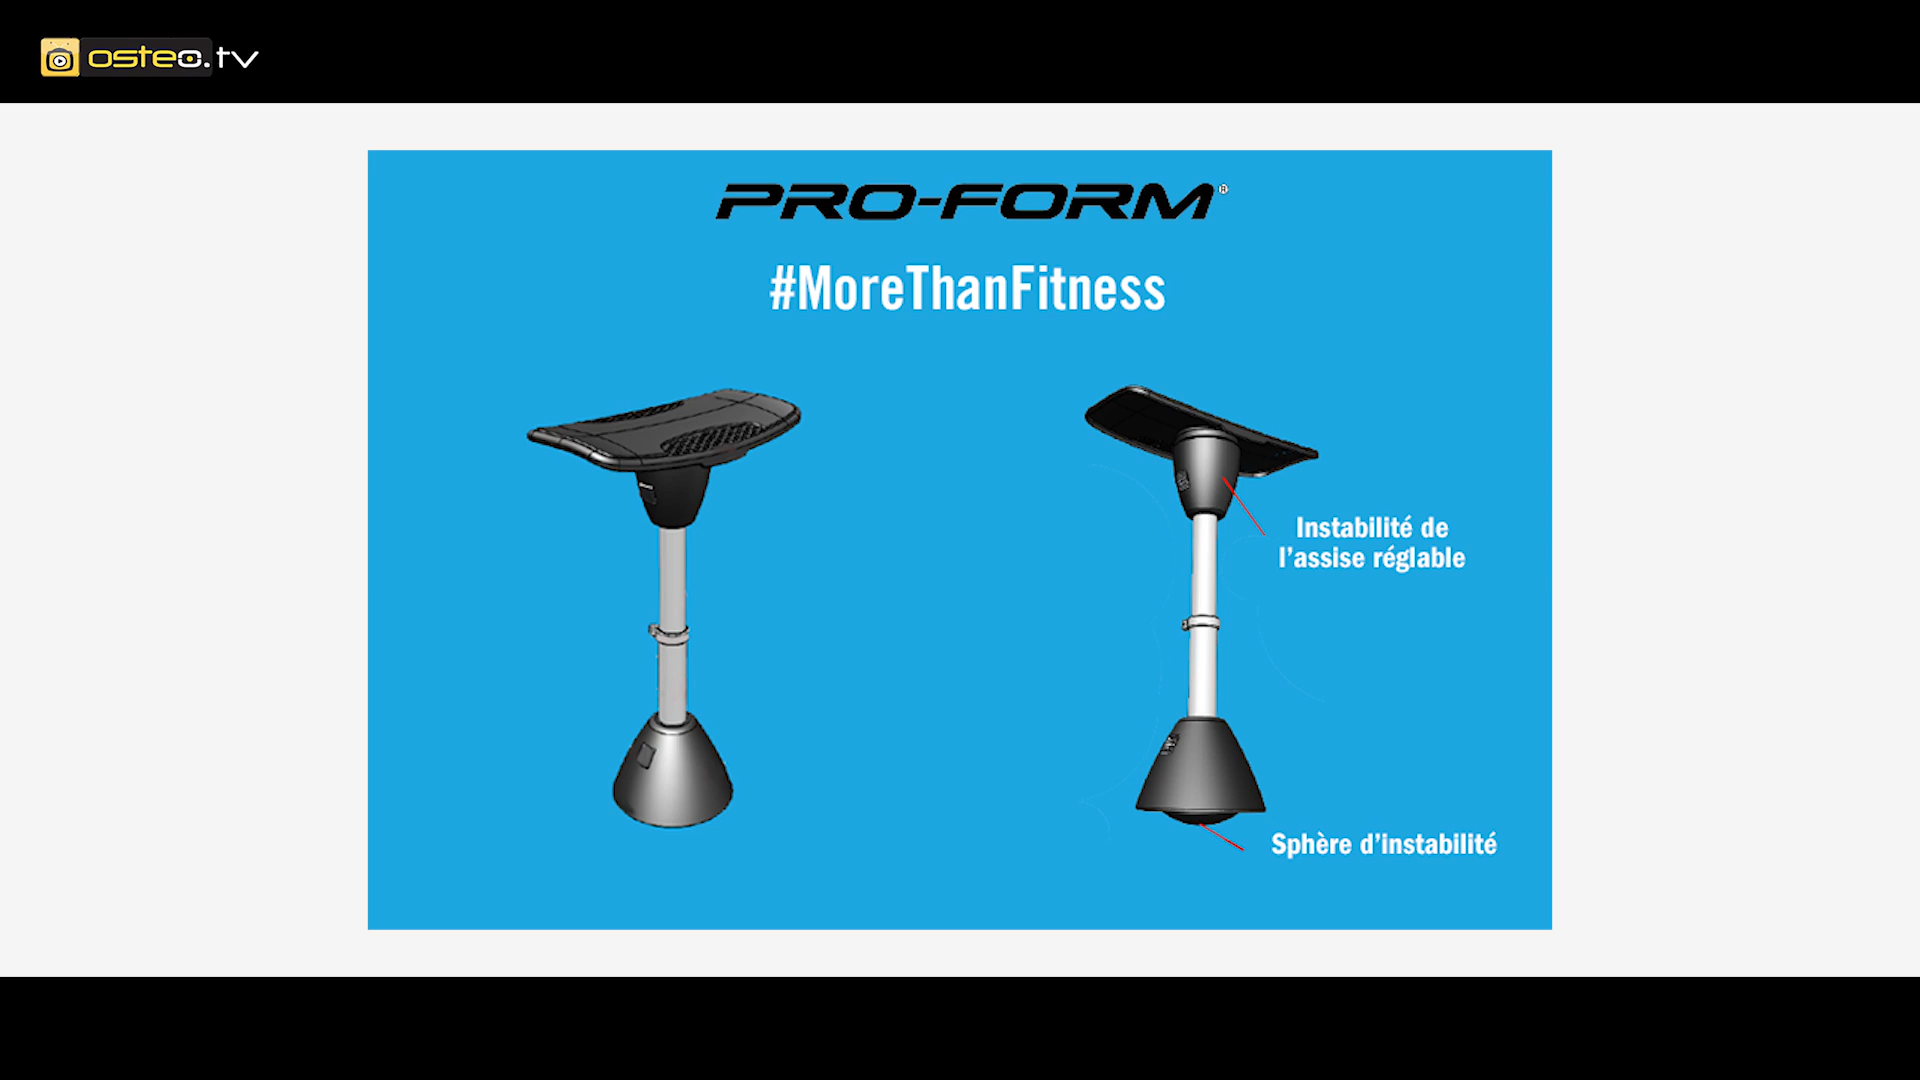 osteo.tv
PRO-FORM®
#MoreThanFitness
Instabilité de
l'assise réglable
Sphère d'instabilité